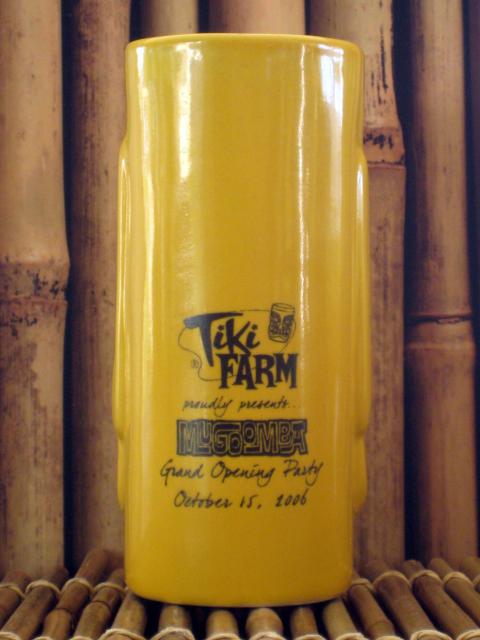 Tiki
® FARM
proudly presents...
MUGOOMBA
Grand Opening Party
October 15, 2006